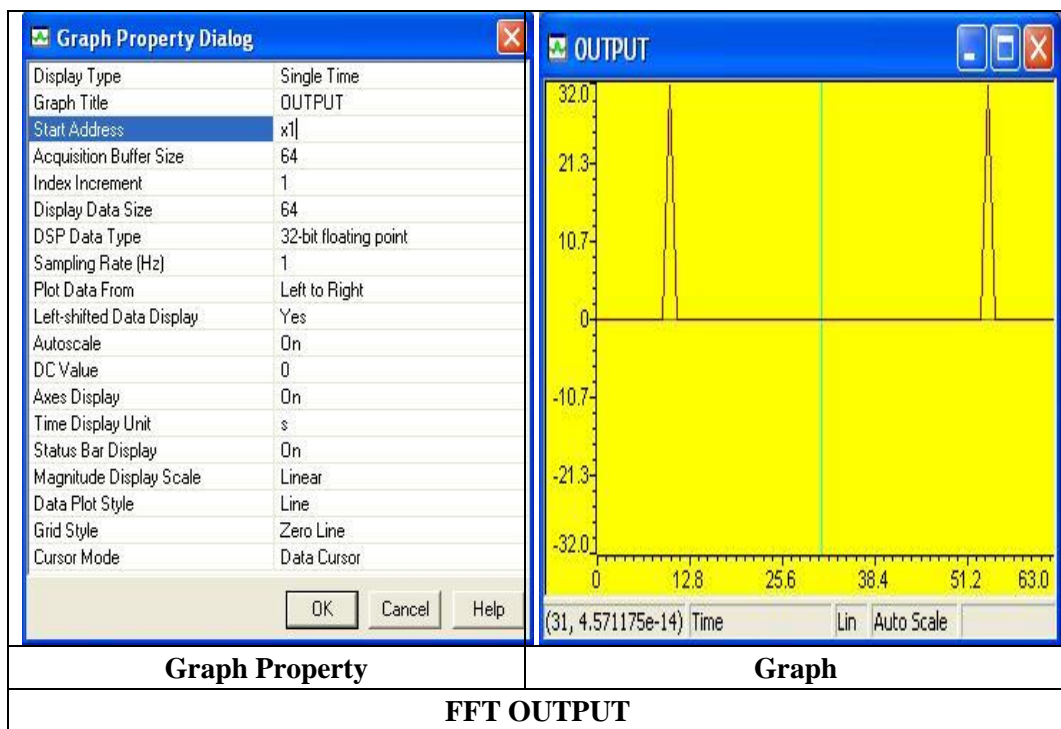 Graph Property Dialog
Display Type Single Time
Graph Title OUTPUT
Start Address x1
Acquisition Buffer Size 64
Index Increment 1
Display Data Size 64
DSP Data Type 32-bit floating point
Sampling Rate (Hz) 1
Plot Data From Left to Right
Left-shifted Data Display Yes
Autoscale On
DC Value 0
Axes Display On
Time Display Unit s
Status Bar Display On
Magnitude Display Scale Linear
Data Plot Style Line
Grid Style Zero Line
Cursor Mode Data Cursor
OK Cancel Help
OUTPUT
32.0
21.3
10.7
0
-10.7
-21.3
-32.0
0 12.8 25.6 38.4 51.2 63.0
(31, 4.571175e-14) Time Lin Auto Scale
Graph Property Graph
FFT OUTPUT